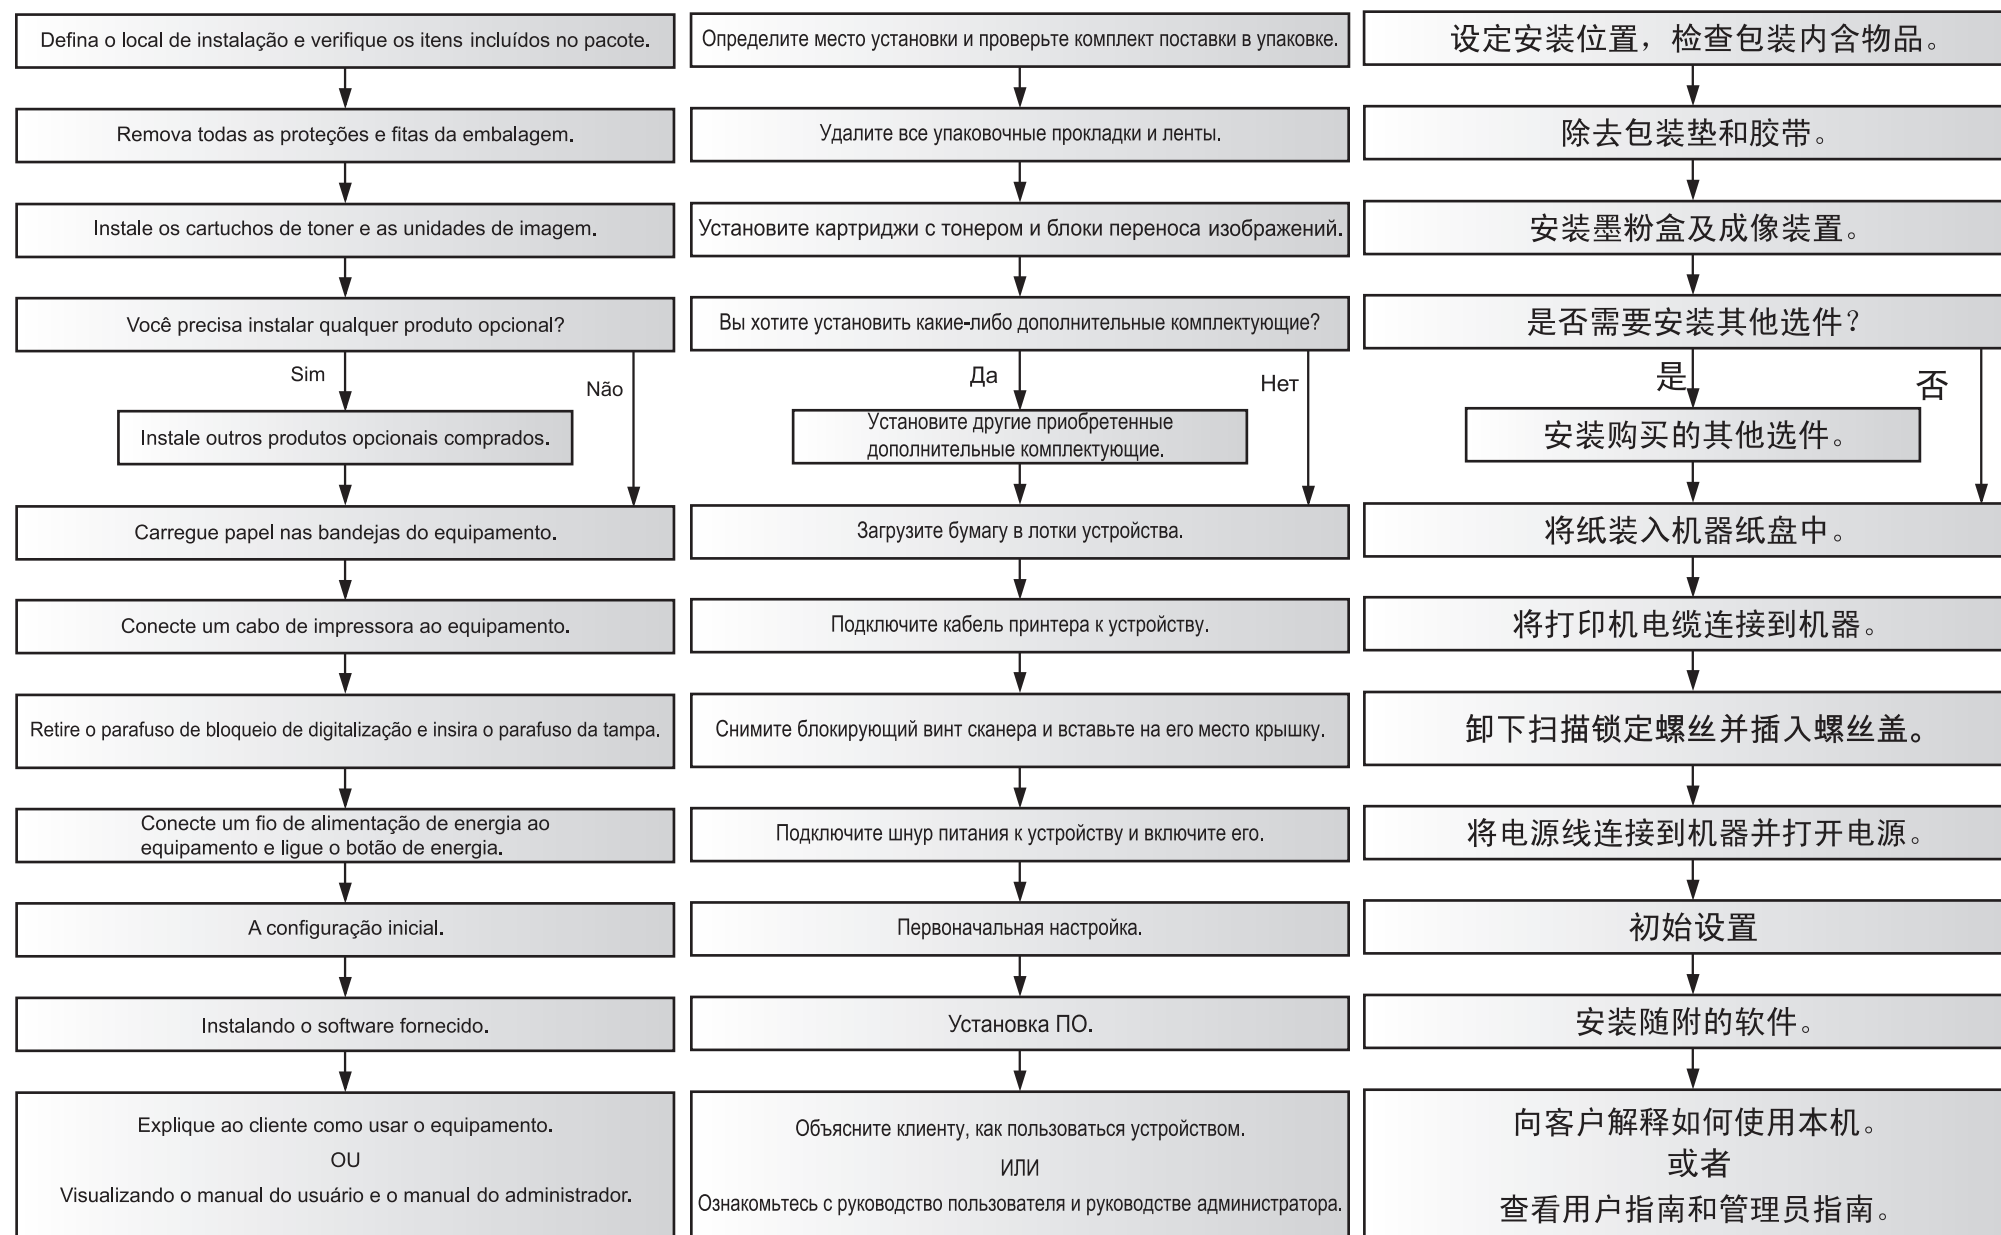 Defina o local de instalação e verifique os itens incluídos no pacote.
Remova todas as proteções e fitas da embalagem.
Instale os cartuchos de toner e as unidades de imagem.
Você precisa instalar qualquer produto opcional?
Sim
Não
Instale outros produtos opcionais comprados.
Carregue papel nas bandejas do equipamento.
Conecte um cabo de impressora ao equipamento.
Retire o parafuso de bloqueio de digitalização e insira o parafuso da tampa.
Conecte um fio de alimentação de energia ao
equipamento e ligue o botão de energia.
A configuração inicial.
Instalando o software fornecido.
Explique ao cliente como usar o equipamento.
OU
Visualizando o manual do usuário e o manual do administrador.
Определите место установки и проверьте комплект поставки в упаковке.
Удалите все упаковочные прокладки и ленты.
Установите картриджи с тонером и блоки переноса изображений.
Вы хотите установить какие-либо дополнительные комплектующие?
Да
Нет
Установите другие приобретенные
дополнительные комплектующие.
Загрузите бумагу в лотки устройства.
Подключите кабель принтера к устройству.
Снимите блокирующий винт сканера и вставьте на его место крышку.
Подключите шнур питания к устройству и включите его.
Первоначальная настройка.
Установка ПО.
Объясните клиенту, как пользоваться устройством.
ИЛИ
Ознакомьтесь с руководство пользователя и руководстве администратора.
设定安装位置，检查包装内含物品。
除去包装垫和胶带。
安装墨粉盒及成像装置。
是否需要安装其他选件？
是
否
安装购买的其他选件。
将纸装入机器纸盘中。
将打印机电缆连接到机器。
卸下扫描锁定螺丝并插入螺丝盖。
将电源线连接到机器并打开电源。
初始设置
安装随附的软件。
向客户解释如何使用本机。
或者
查看用户指南和管理员指南。